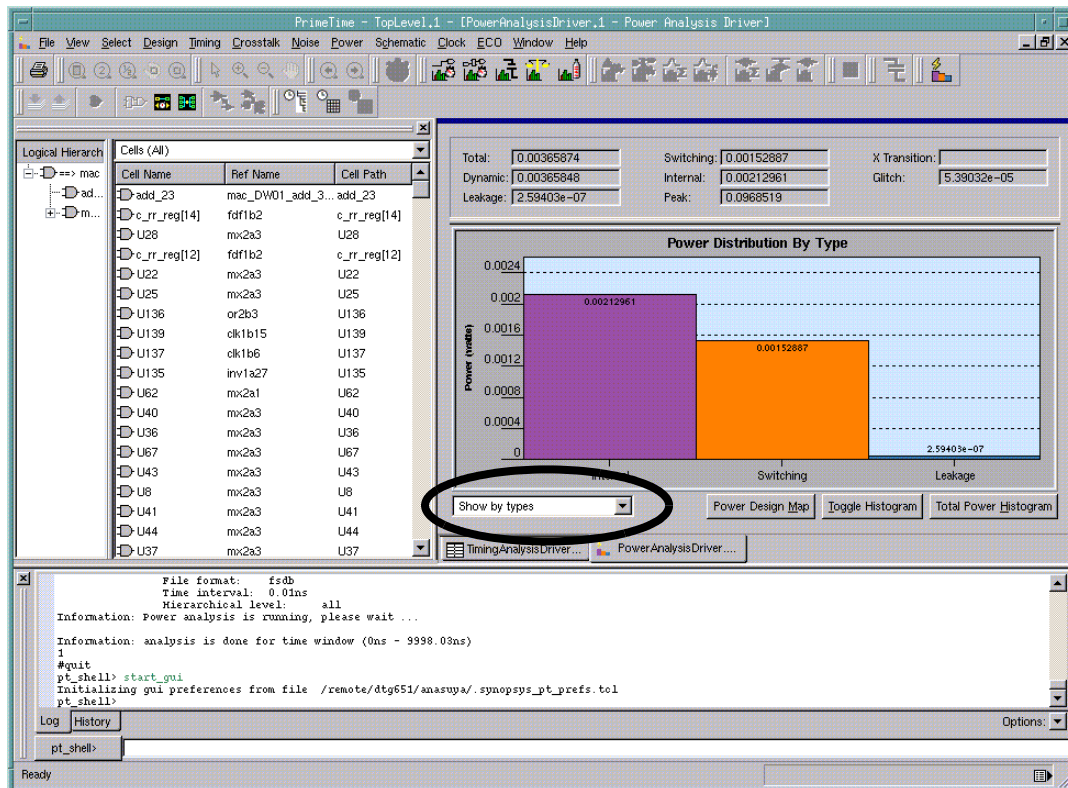 PrimeTime - TopLevel.1 - [PowerAnalysisDriver.1 - Power Analysis Driver]
File View Select Design Timing Crosstalk Noise Power Schematic Clock ECO Window Help
Logical Hierarch
==> mac
ad...
m...
Cells (All)
Cell Name Ref Name Cell Path
add_23 mac_DW01_add_3... add_23
c_rr_reg[14] fdf1b2 c_rr_reg[14]
U28 mx2a3 U28
c_rr_reg[12] fdf1b2 c_rr_reg[12]
U22 mx2a3 U22
U25 mx2a3 U25
U136 or2b3 U136
U139 clk1b15 U139
U137 clk1b6 U137
U135 inv1a27 U135
U62 mx2a1 U62
U40 mx2a3 U40
U36 mx2a3 U36
U67 mx2a3 U67
U43 mx2a3 U43
U8 mx2a3 U8
U41 mx2a3 U41
U44 mx2a3 U44
U37 mx2a3 U37
Total: 0.00365874 Switching: 0.00152887 X Transition:
Dynamic: 0.00365848 Internal: 0.00212961 Glitch: 5.39032e-05
Leakage: 2.59403e-07 Peak: 0.0968519
Power Distribution By Type
Power (watts)
0.0024
0.002
0.0016
0.0012
0.0008
0.0004
0
0.00212961
0.00152887
2.59403e-07
Switching Leakage
Show by types
Power Design Map Toggle Histogram Total Power Histogram
TimingAnalysisDriver... PowerAnalysisDriver....
File format: fsdb
Time interval: 0.01ns
Hierarchical level: all
Information: Power analysis is running, please wait ...
Information: analysis is done for time window (0ns - 9998.03ns)
1
#quit
pt_shell> start_gui
Initializing gui preferences from file /remote/dtg651/anasuya/.synopsys_pt_prefs.tcl
pt_shell>
Log History Options:
pt_shell>
Ready